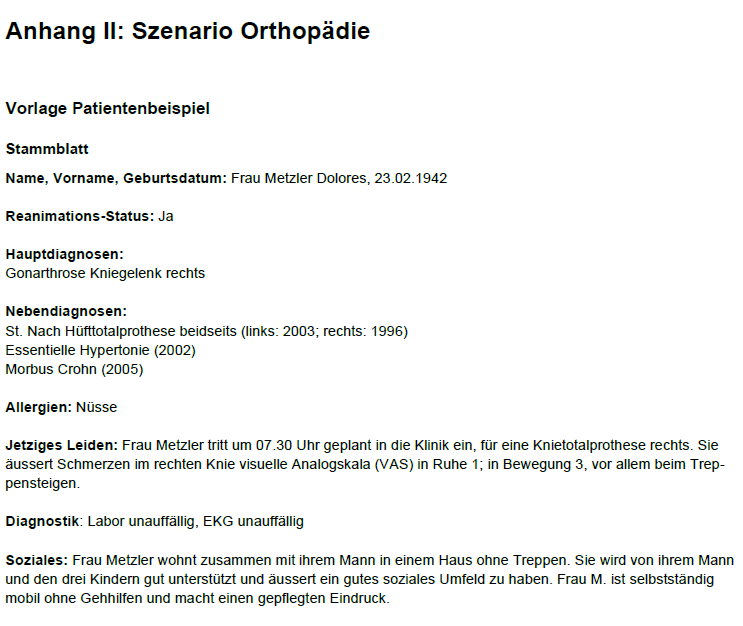 Anhang II: Szenario Orthopädie
Vorlage Patientenbeispiel
Stammblatt
Name, Vorname, Geburtsdatum: Frau Metzler Dolores, 23.02.1942
Reanimations-Status: Ja
Hauptdiagnosen:
Gonarthrose Kniegelenk rechts
Nebendiagnosen:
St. Nach Hüfttotalprothese beidseits (links: 2003; rechts: 1996)
Essentielle Hypertonie (2002)
Morbus Crohn (2005)
Allergien: Nüsse
Jetziges Leiden: Frau Metzler tritt um 07.30 Uhr geplant in die Klinik ein, für eine Knietotalprothese rechts. Sie
äussert Schmerzen im rechten Knie visuelle Analogskala (VAS) in Ruhe 1; in Bewegung 3, vor allem beim Trep-
pensteigen.
Diagnostik: Labor unauffällig, EKG unauffällig
Soziales: Frau Metzler wohnt zusammen mit ihrem Mann in einem Haus ohne Treppen. Sie wird von ihrem Mann
und den drei Kindern gut unterstützt und äussert ein gutes soziales Umfeld zu haben. Frau M. ist selbstständig
mobil ohne Gehhilfen und macht einen gepflegten Eindruck.